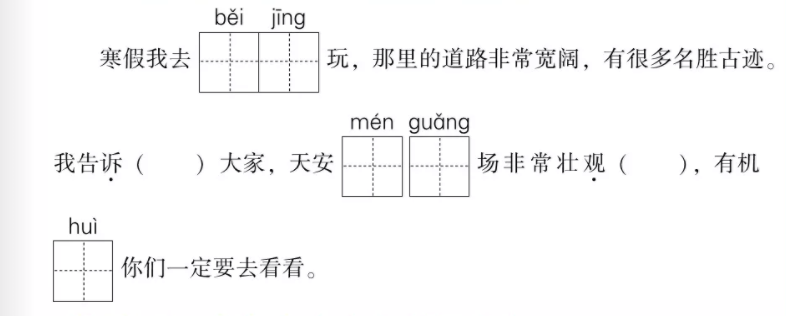 běi jīng
寒假我去 玩，那里的道路非常宽阔，有很多名胜古迹。
mén guǎng
我告诉（ ）大家，天安 场非常壮观（ ），有机
huì
你们一定要去看看。